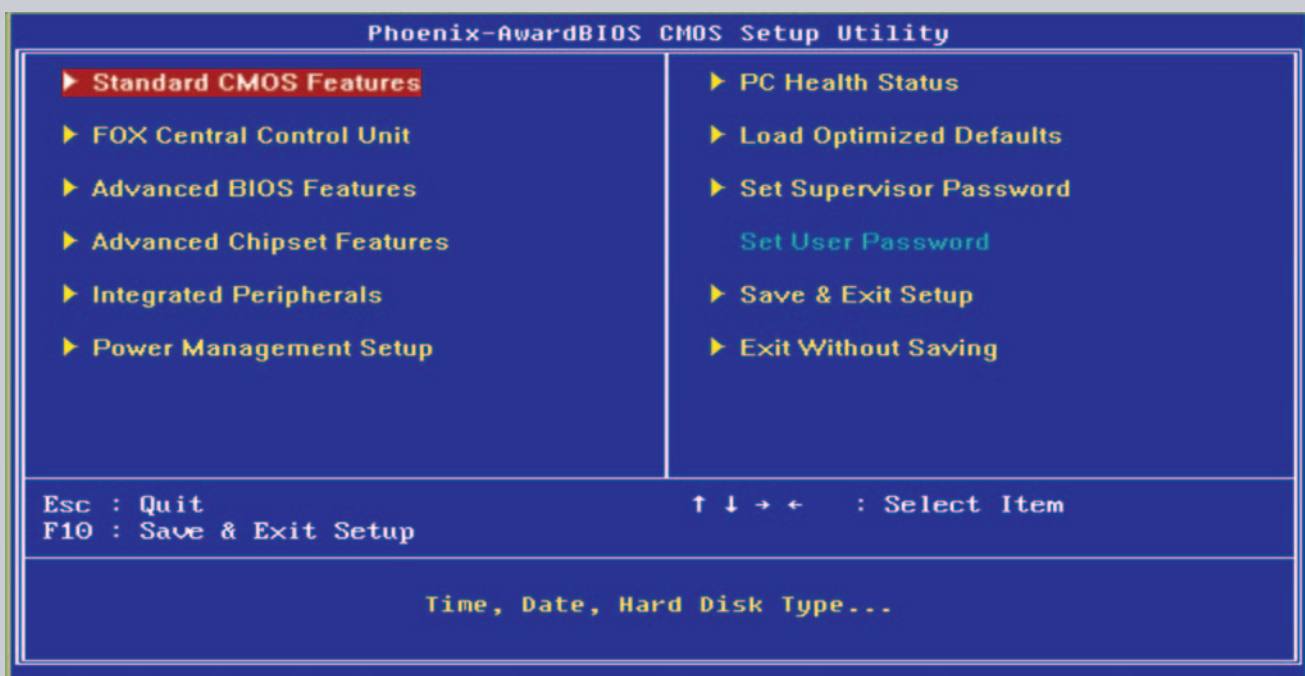 Phoenix-AwardBIOS CMOS Setup Utility
▶ Standard CMOS Features
▶ FOX Central Control Unit
▶ Advanced BIOS Features
▶ Advanced Chipset Features
▶ Integrated Peripherals
▶ Power Management Setup
▶ PC Health Status
▶ Load Optimized Defaults
▶ Set Supervisor Password
Set User Password
▶ Save & Exit Setup
▶ Exit Without Saving
Esc : Quit
F10 : Save & Exit Setup
↑ ↓ → ← : Select Item
Time, Date, Hard Disk Type...